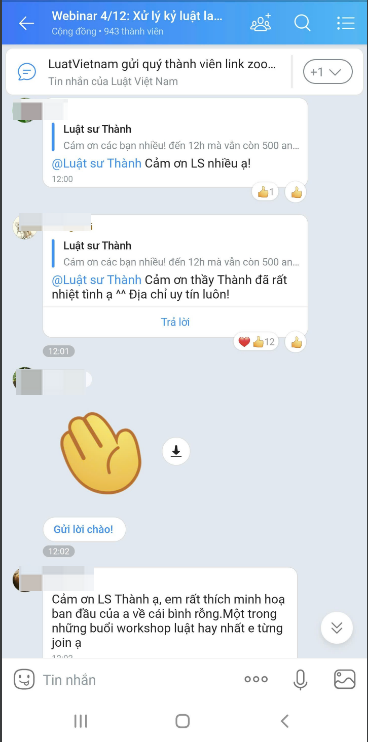 Webinar 4/12: Xử lý kỷ luật la...
Cộng đồng • 943 thành viên
LuatVietnam gửi quý thành viên link zoo...
Tin nhắn của Luật Việt Nam
+1
Luật sư Thành
Cảm ơn các bạn nhiều! đến 12h mà vẫn còn 500 an...
@Luật sư Thành Cảm ơn LS nhiều ạ!
12:00
1
Luật sư Thành
Cảm ơn các bạn nhiều! đến 12h mà vẫn còn 500 an...
@Luật sư Thành Cảm ơn thầy Thành đã rất
nhiệt tình ạ ^^ Địa chỉ uy tín luôn!
Trả lời
12
12:01
Gửi lời chào!
12:02
Cảm ơn LS Thành ạ, em rất thích minh hoạ
ban đầu của a về cái bình rỗng.Một trong
những buổi workshop luật hay nhất e từng
join ạ
Tin nhắn